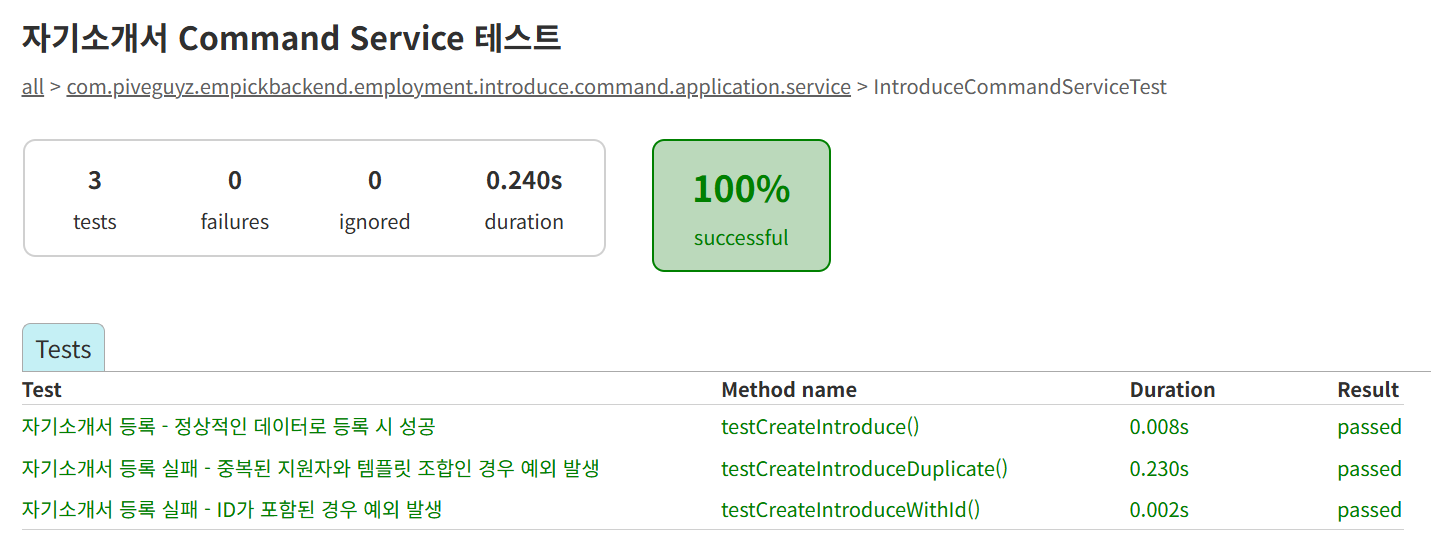 자기소개서 Command Service 테스트
all > com.piveguyz.empickbackend.employment.introduce.command.application.service > IntroduceCommandServiceTest
3 0 0 0.240s
tests failures ignored duration
100%
successful
Tests
Test Method name Duration Result
자기소개서 등록 - 정상적인 데이터로 등록 시 성공 testCreateIntroduce() 0.008s passed
자기소개서 등록 실패 - 중복된 지원자와 템플릿 조합인 경우 예외 발생 testCreateIntroduceDuplicate() 0.230s passed
자기소개서 등록 실패 - ID가 포함된 경우 예외 발생 testCreateIntroduceWithId() 0.002s passed